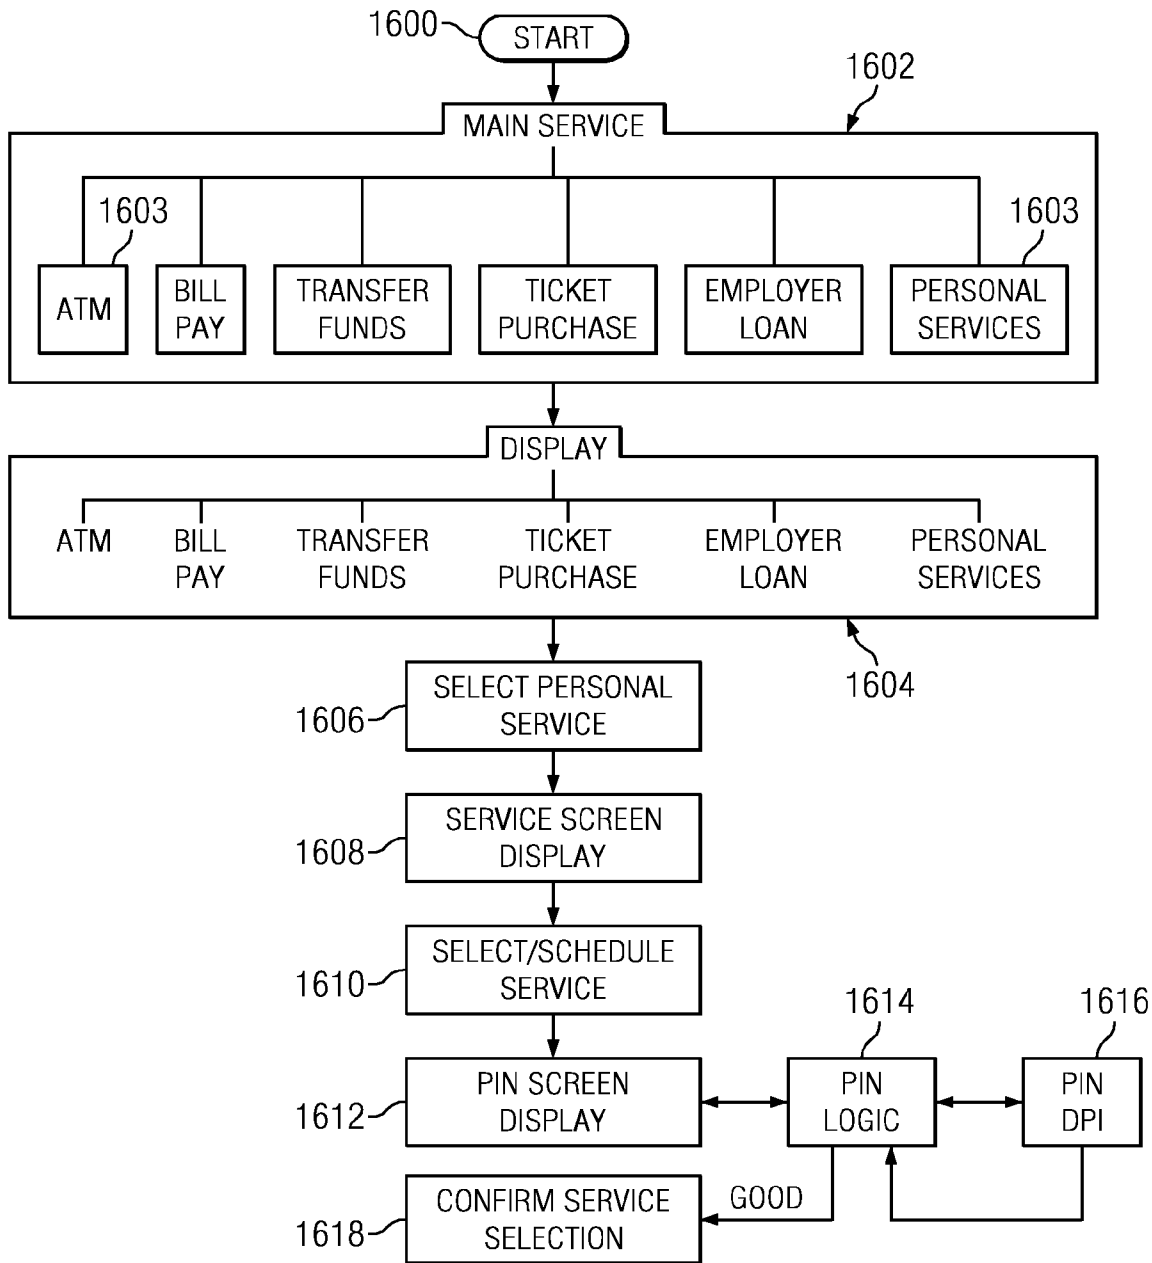 1600
START
1602
MAIN SERVICE
1603
1603
ATM
BILL
PAY
TRANSFER
FUNDS
TICKET
PURCHASE
EMPLOYER
LOAN
PERSONAL
SERVICES
DISPLAY
ATM
BILL
PAY
TRANSFER
FUNDS
TICKET
PURCHASE
EMPLOYER
LOAN
PERSONAL
SERVICES
1604
1606
SELECT PERSONAL
SERVICE
1608
SERVICE SCREEN
DISPLAY
1610
SELECT/SCHEDULE
SERVICE
1612
PIN SCREEN
DISPLAY
1614
PIN
LOGIC
1616
PIN
DPI
GOOD
1618
CONFIRM SERVICE
SELECTION